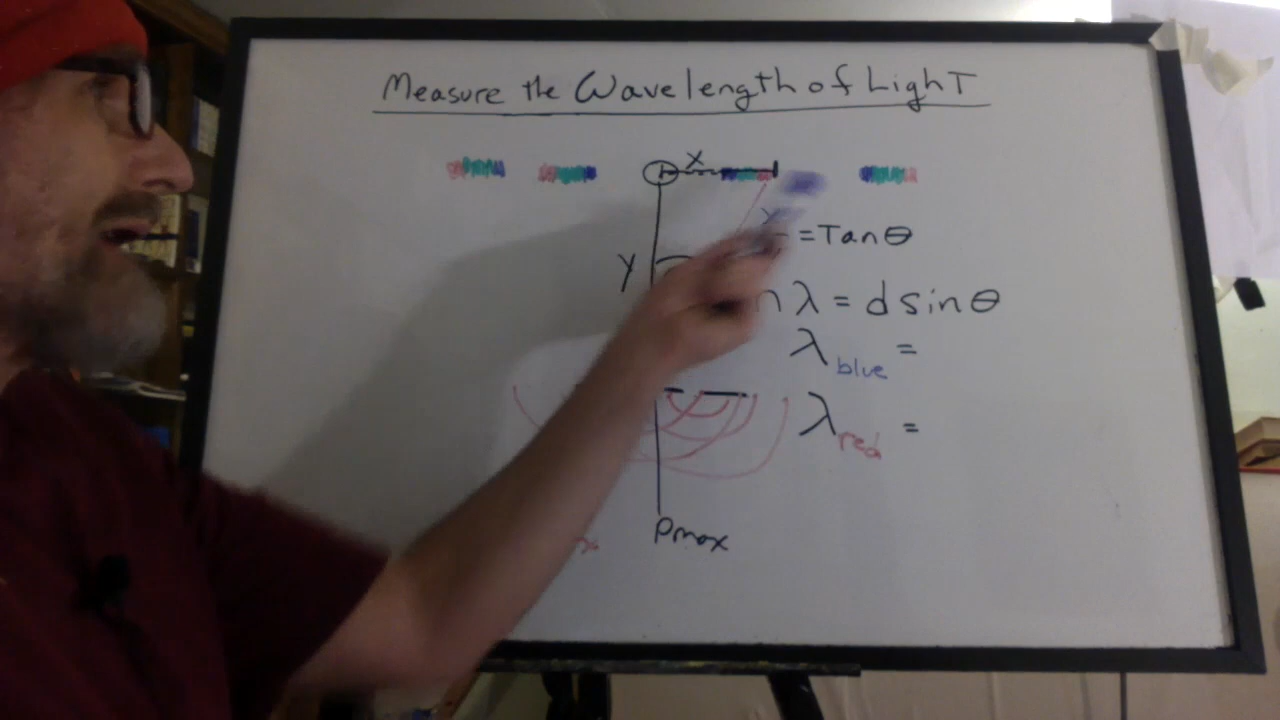 Measure the Wavelength of Light
x
= Tan θ
y
n λ = d sin θ
λ blue =
λ red =
Pmax